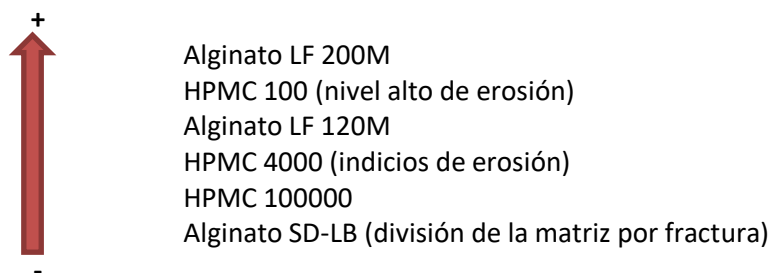 +
Alginato LF 200M
HPMC 100 (nivel alto de erosión)
Alginato LF 120M
HPMC 4000 (indicios de erosión)
HPMC 100000
Alginato SD-LB (división de la matriz por fractura)
-